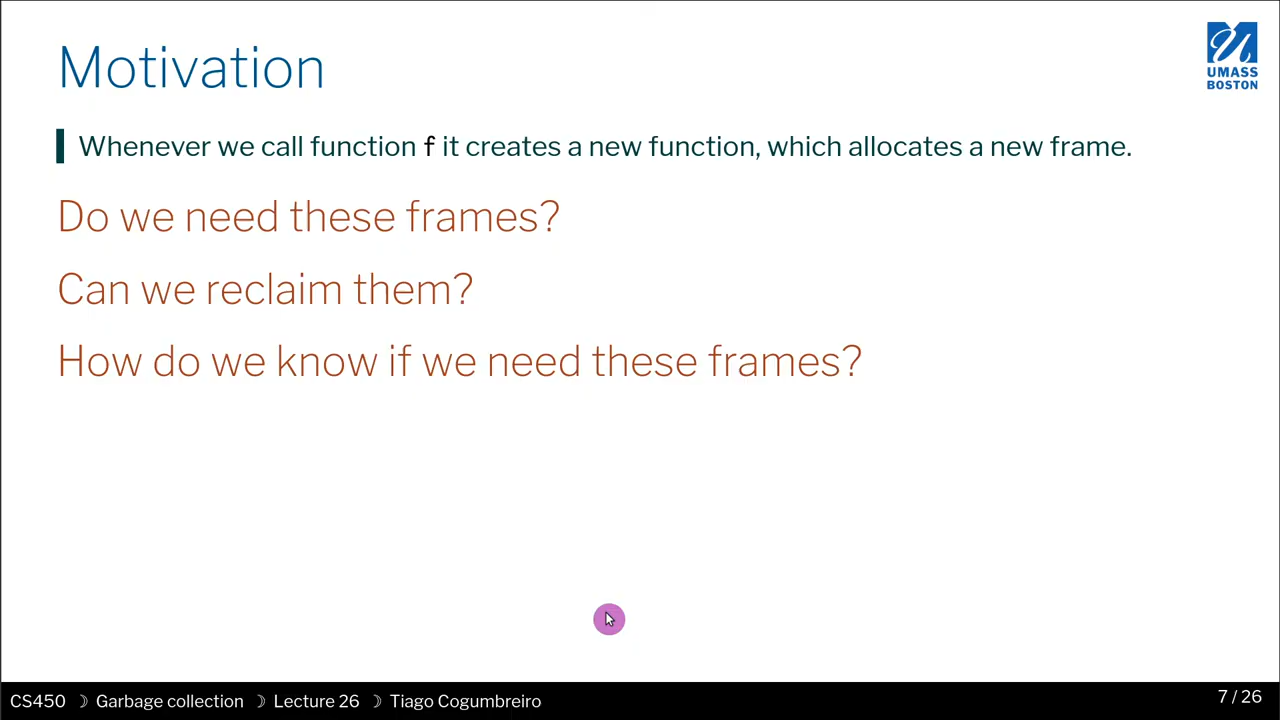 Motivation
UMASS
BOSTON
Whenever we call function f it creates a new function, which allocates a new frame.
Do we need these frames?
Can we reclaim them?
How do we know if we need these frames?
CS450 ☽ Garbage collection ☽ Lecture 26 ☽ Tiago Cogumbreiro
7 / 26